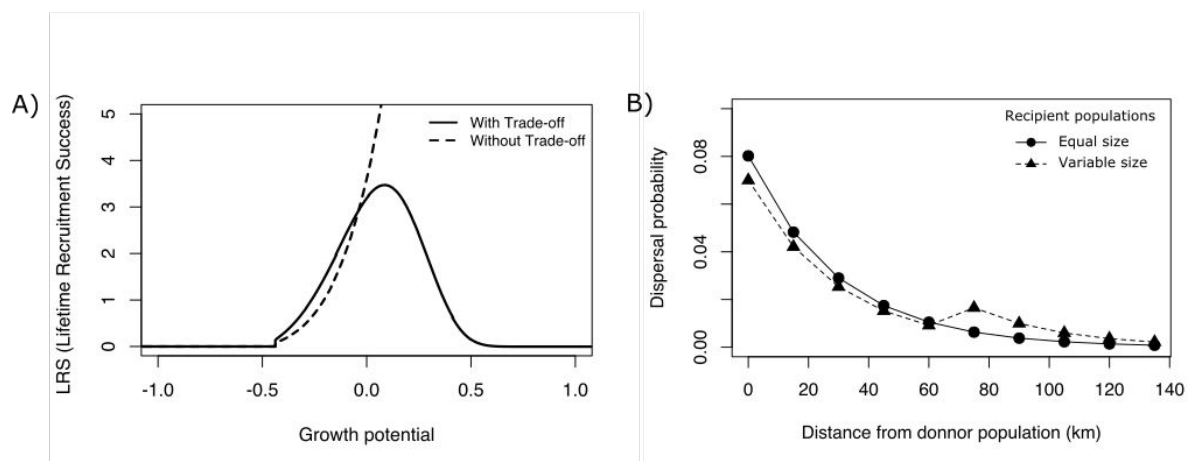 A)
LRS (Lifetime Recruitment Success)
5
4
3
2
1
0
With Trade-off
Without Trade-off
-1.0 -0.5 0.0 0.5 1.0
Growth potential
B)
Dispersal probability
0.08
0.04
0.00
Recipient populations
Equal size
Variable size
0 20 40 60 80 100 120 140
Distance from donnor population (km)